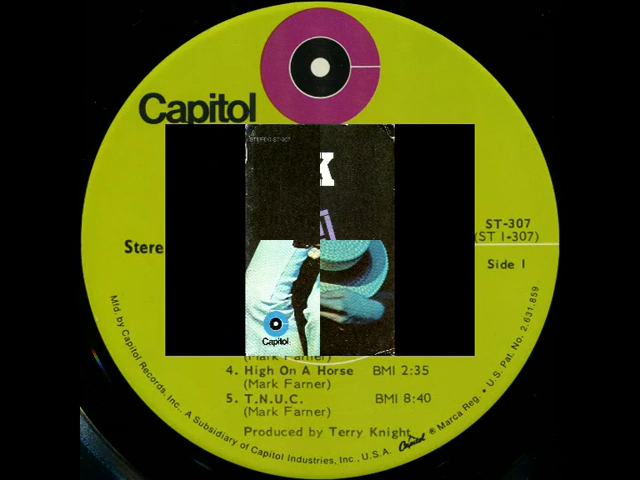 Capitol
STEREO ST-307
K
ST-307
(ST 1-307)
Stere
Side 1
Capitol
(Mark Farner)
4. High On A Horse BMI 2:35
(Mark Farner)
5. T.N.U.C. BMI 8:40
(Mark Farner)
Produced by Terry Knight
Mfd. by Capitol Records, Inc., A Subsidiary of Capitol Industries, Inc., U.S.A. Capitol ® Marca Reg. • U.S. Pat. No. 2,631,859